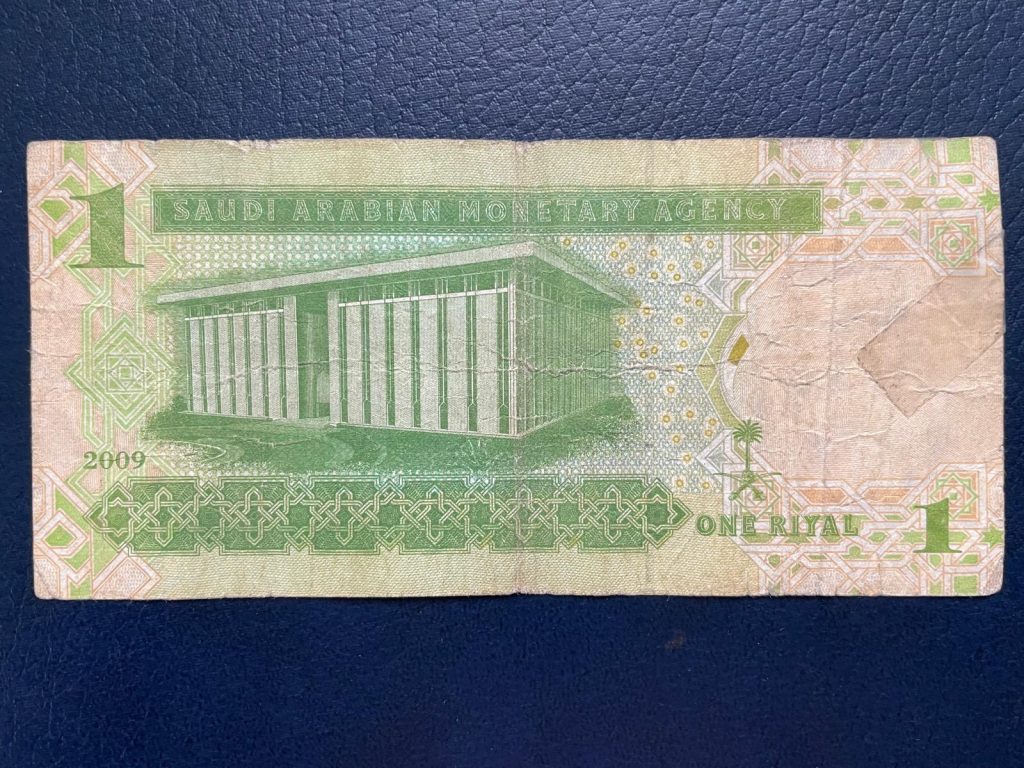 1
SAUDI ARABIAN MONETARY AGENCY
2009
ONE RIYAL
1